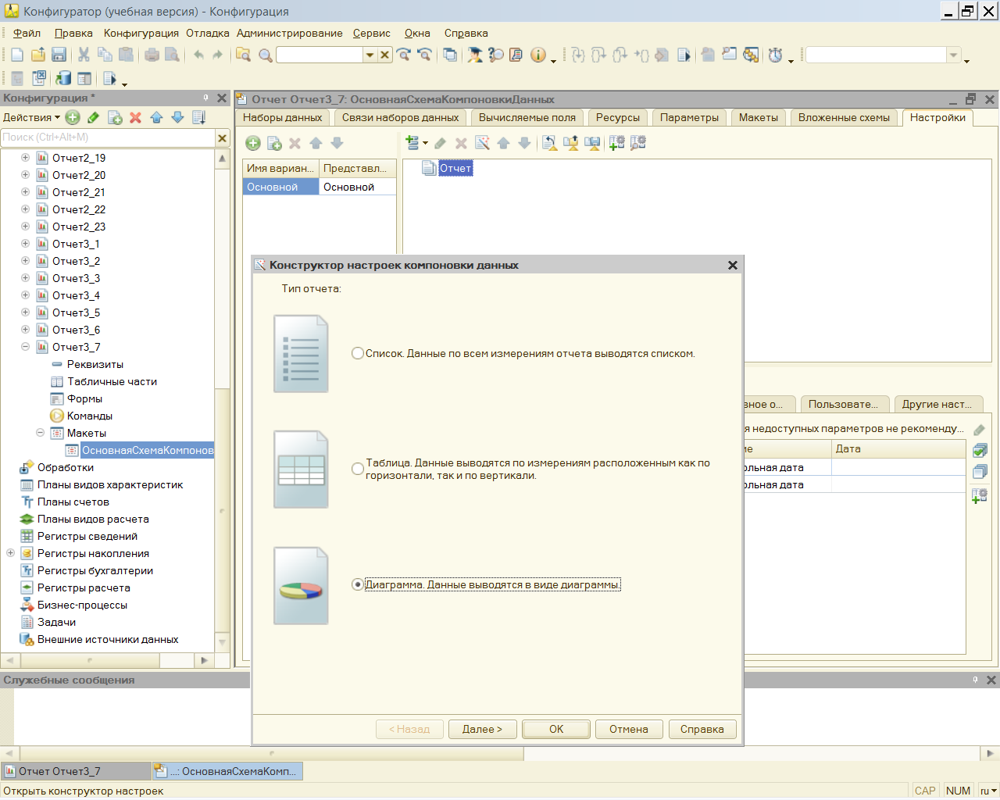 Конфигуратор (учебная версия) - Конфигурация
Файл Правка Конфигурация Отладка Администрирование Сервис Окна Справка
Конфигурация *
Действия
Поиск (Ctrl+Alt+M)
Отчет2_19
Отчет2_20
Отчет2_21
Отчет2_22
Отчет2_23
Отчет3_1
Отчет3_2
Отчет3_3
Отчет3_4
Отчет3_5
Отчет3_6
Отчет3_7
Реквизиты
Табличные части
Формы
Команды
Макеты
ОсновнаяСхемаКомпонов
Обработки
Планы видов характеристик
Планы счетов
Планы видов расчета
Регистры сведений
Регистры накопления
Регистры бухгалтерии
Регистры расчета
Бизнес-процессы
Задачи
Внешние источники данных
Отчет Отчет3_7: ОсновнаяСхемаКомпоновкиДанных
Наборы данных Связи наборов данных Вычисляемые поля Ресурсы Параметры Макеты Вложенные схемы Настройки
Имя вариан... Представл...
Основной Основной
Отчет
Конструктор настроек компоновки данных
Тип отчета:
Список. Данные по всем измерениям отчета выводятся списком.
Таблица. Данные выводятся по измерениям расположенным как по
горизонтали, так и по вертикали.
Диаграмма. Данные выводятся в виде диаграммы.
< Назад Далее > ОК Отмена Справка
вное о... Пользовате... Другие наст...
я недоступных параметров не рекоменду...
ие Дата
ольная дата
ольная дата
Служебные сообщения
Отчет Отчет3_7 ...: ОсновнаяСхемаКомп...
Открыть конструктор настроек CAP NUM ru